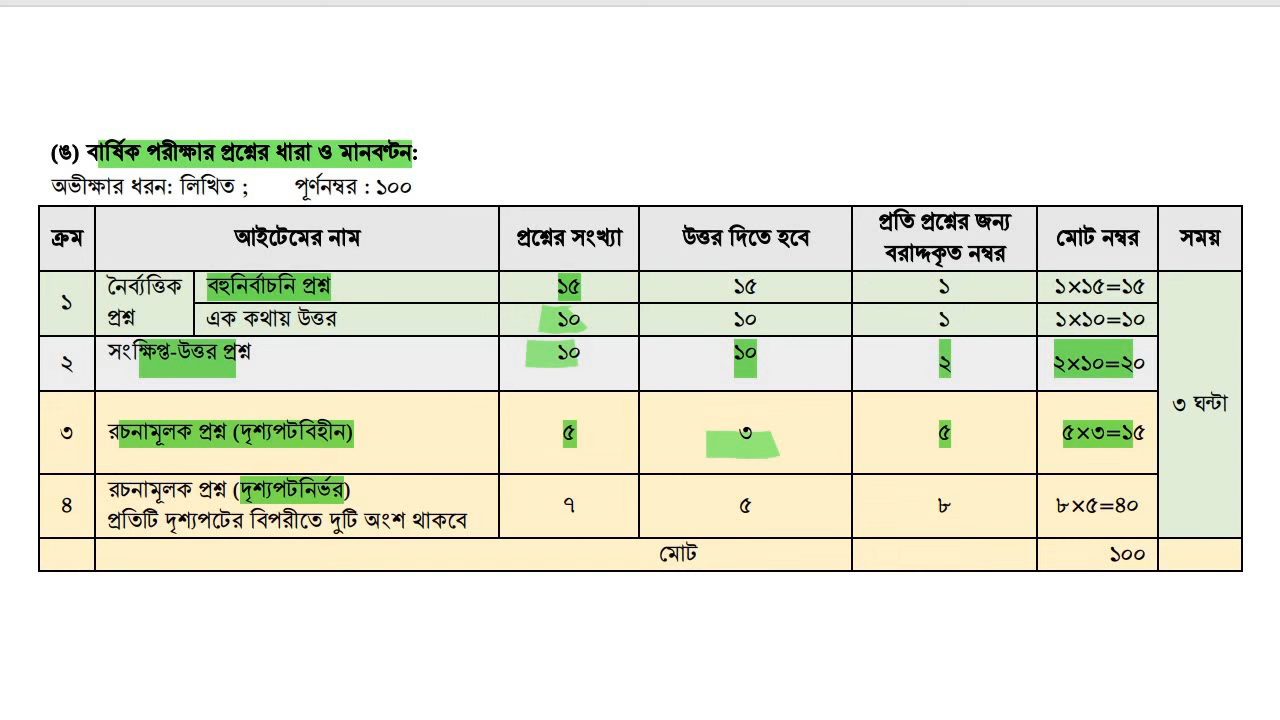 (ঙ) বার্ষিক পরীক্ষার প্রশ্নের ধারা ও মানবণ্টন:
অভীক্ষার ধরন: লিখিত ; পূর্ণনম্বর : ১০০
ক্রম আইটেমের নাম প্রশ্নের সংখ্যা উত্তর দিতে হবে প্রতি প্রশ্নের জন্য বরাদ্দকৃত নম্বর মোট নম্বর সময়
১ নৈর্ব্যত্তিক প্রশ্ন বহুনির্বাচনি প্রশ্ন ১৫ ১৫ ১ ১×১৫=১৫
এক কথায় উত্তর ১০ ১০ ১ ১×১০=১০
২ সংক্ষিপ্ত-উত্তর প্রশ্ন ১০ ১০ ২ ২×১০=২০
৩ ঘন্টা
৩ রচনামূলক প্রশ্ন (দৃশ্যপটবিহীন) ৫ ৩ ৫ ৫×৩=১৫
৪ রচনামূলক প্রশ্ন (দৃশ্যপটনির্ভর)
প্রতিটি দৃশ্যপটের বিপরীতে দুটি অংশ থাকবে ৭ ৫ ৮ ৮×৫=৪০
মোট ১০০